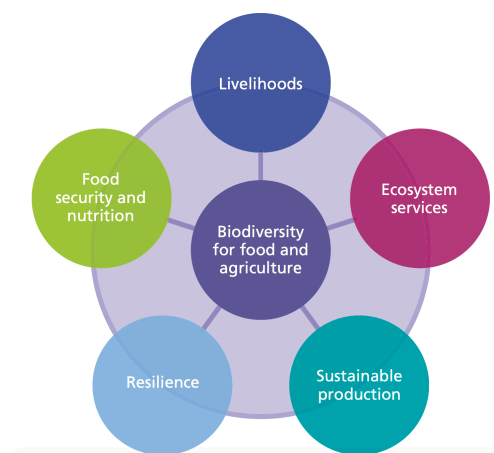 Livelihoods
Food
security and
nutrition
Ecosystem
services
Biodiversity
for food and
agriculture
Resilience
Sustainable
production